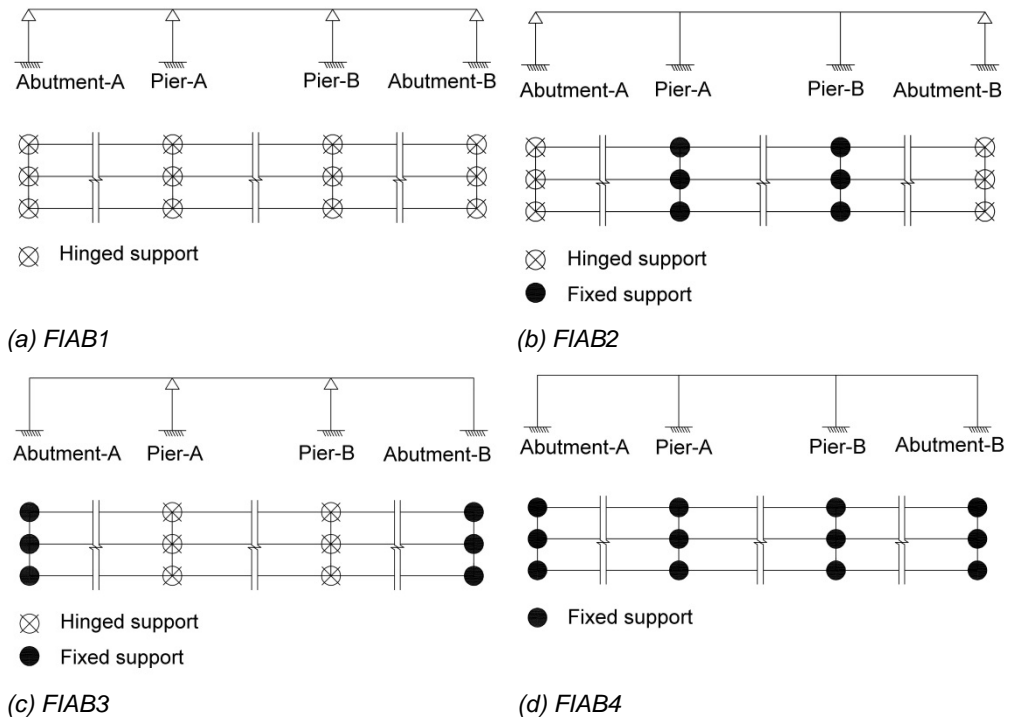 Abutment-A Pier-A Pier-B Abutment-B
Hinged support
(a) FIAB1
Abutment-A Pier-A Pier-B Abutment-B
Hinged support
Fixed support
(b) FIAB2
Abutment-A Pier-A Pier-B Abutment-B
Hinged support
Fixed support
(c) FIAB3
Abutment-A Pier-A Pier-B Abutment-B
Fixed support
(d) FIAB4